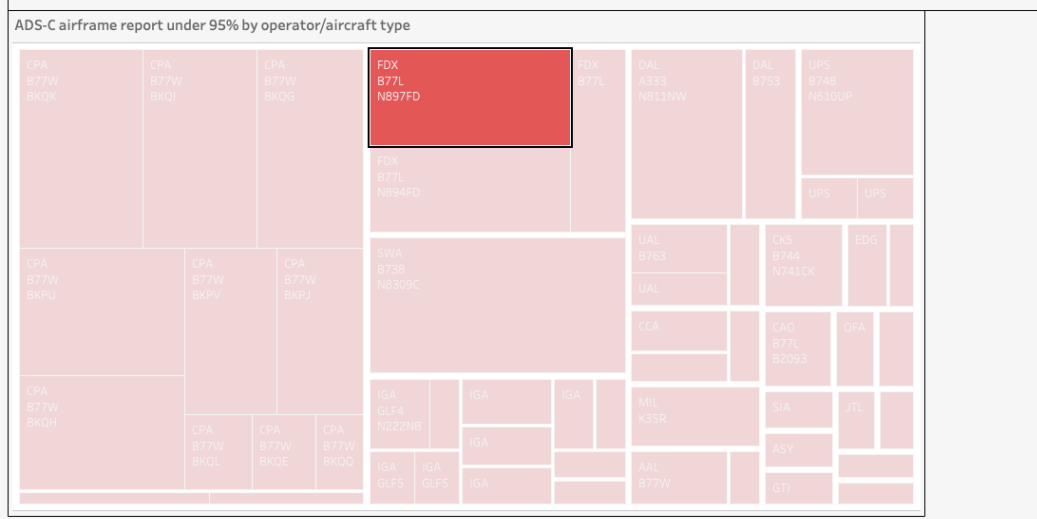 ADS-C airframe report under 95% by operator/aircraft type
CPA
B77W
BKQK
CPA
B77W
BKQI
CPA
B77W
BKQG
CPA
B77W
BKPU
CPA
B77W
BKPV
CPA
B77W
BKPJ
CPA
B77W
BKQH
CPA
B77W
BKQL
CPA
B77W
BKQE
CPA
B77W
BKQQ
FDX
B77L
N897FD
FDX
B77L
FDX
B77L
N894FD
SWA
B738
N8309C
IGA
GLF4
N222NB
IGA
IGA
IGA
IGA
GLF5
IGA
GLF5
IGA
DAL
A333
N811NW
DAL
B753
UPS
B748
N610UP
UPS
UPS
UAL
B763
UAL
CKS
B744
N741CK
EDG
CCA
CAO
B77L
B2093
QFA
MIL
K35R
SIA
JTL
ASY
AAL
B77W
GTI